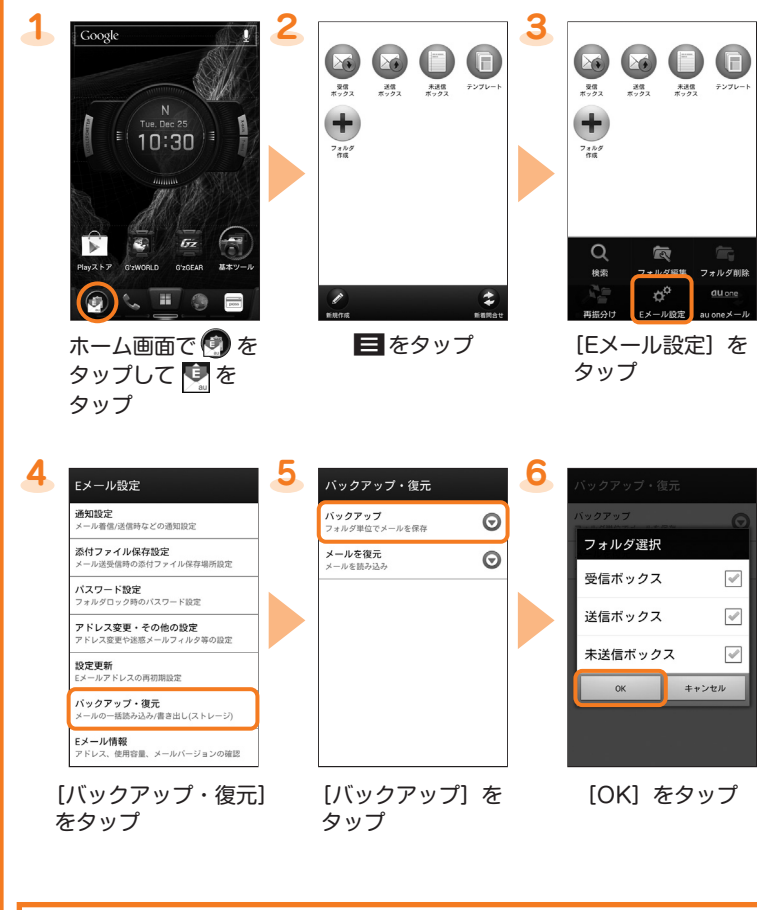 1
Google
N
Tue. Dec 25
10:30
Playストア
G'zWORLD
G'zGEAR
基本ツール
ホーム画面で を
タップして を
タップ
2
受信
ボックス
送信
ボックス
未送信
ボックス
テンプレート
フォルダ
作成
新規作成
新着問合せ
をタップ
3
受信
ボックス
送信
ボックス
未送信
ボックス
テンプレート
フォルダ
作成
検索
フォルダ編集
フォルダ削除
再振分け
Eメール設定
au one
au oneメール
[Eメール設定] を
タップ
4
Eメール設定
通知設定
メール着信/送信時などの通知設定
添付ファイル保存設定
メール送受信時の添付ファイル保存場所設定
パスワード設定
フォルダロック時のパスワード設定
アドレス変更・その他の設定
アドレス変更や迷惑メールフィルタ等の設定
設定更新
Eメールアドレスの再初期設定
バックアップ・復元
メールの一括読み込み/書き出し(ストレージ)
Eメール情報
アドレス、使用容量、メールバージョンの確認
[バックアップ・復元]
をタップ
5
バックアップ・復元
バックアップ
フォルダ単位でメールを保存
メールを復元
メールを読み込み
[バックアップ] を
タップ
6
バックアップ・復元
バックアップ
フォルダ選択
受信ボックス
送信ボックス
未送信ボックス
OK
キャンセル
[OK] をタップ